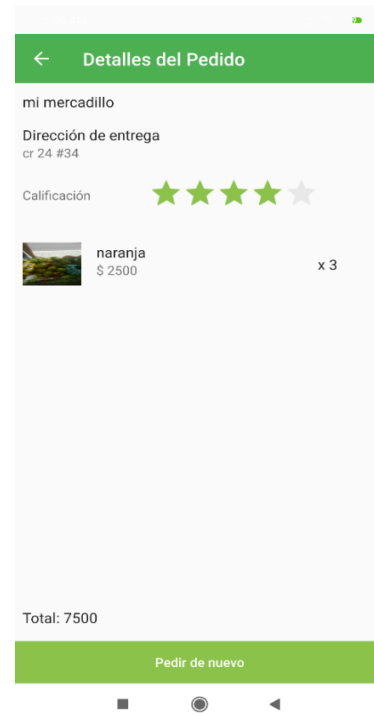 Detalles del Pedido
mi mercadillo
Dirección de entrega
cr 24 #34
Calificación
naranja
$ 2500
x 3
Total: 7500
Pedir de nuevo